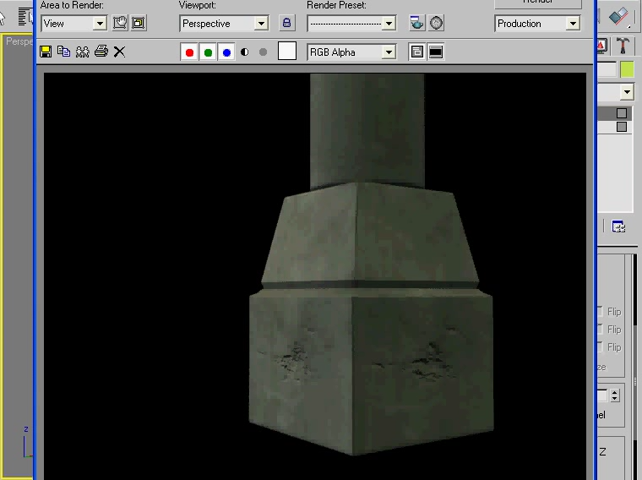 Area to Render:
Viewport:
Render Preset:
Render
View
Perspective
Production
Persp
RGB Alpha
Flip
Flip
Flip
Z
z